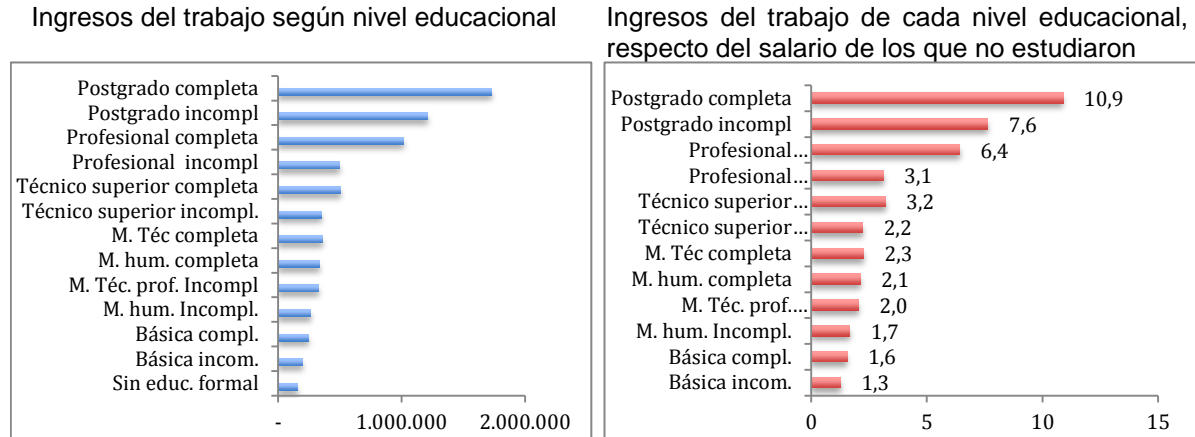 Ingresos del trabajo según nivel educacional
Postgrado completa
Postgrado incompl
Profesional completa
Profesional incompl
Técnico superior completa
Técnico superior incompl.
M. Téc completa
M. hum. completa
M. Téc. prof. Incompl
M. hum. Incompl.
Básica compl.
Básica incom.
Sin educ. formal
- 1.000.000 2.000.000
Ingresos del trabajo de cada nivel educacional,
respecto del salario de los que no estudiaron
Postgrado completa 10,9
Postgrado incompl 7,6
Profesional... 6,4
Profesional... 3,1
Técnico superior... 3,2
Técnico superior... 2,2
M. Téc completa 2,3
M. hum. completa 2,1
M. Téc. prof.... 2,0
M. hum. Incompl. 1,7
Básica compl. 1,6
Básica incom. 1,3
0 5 10 15